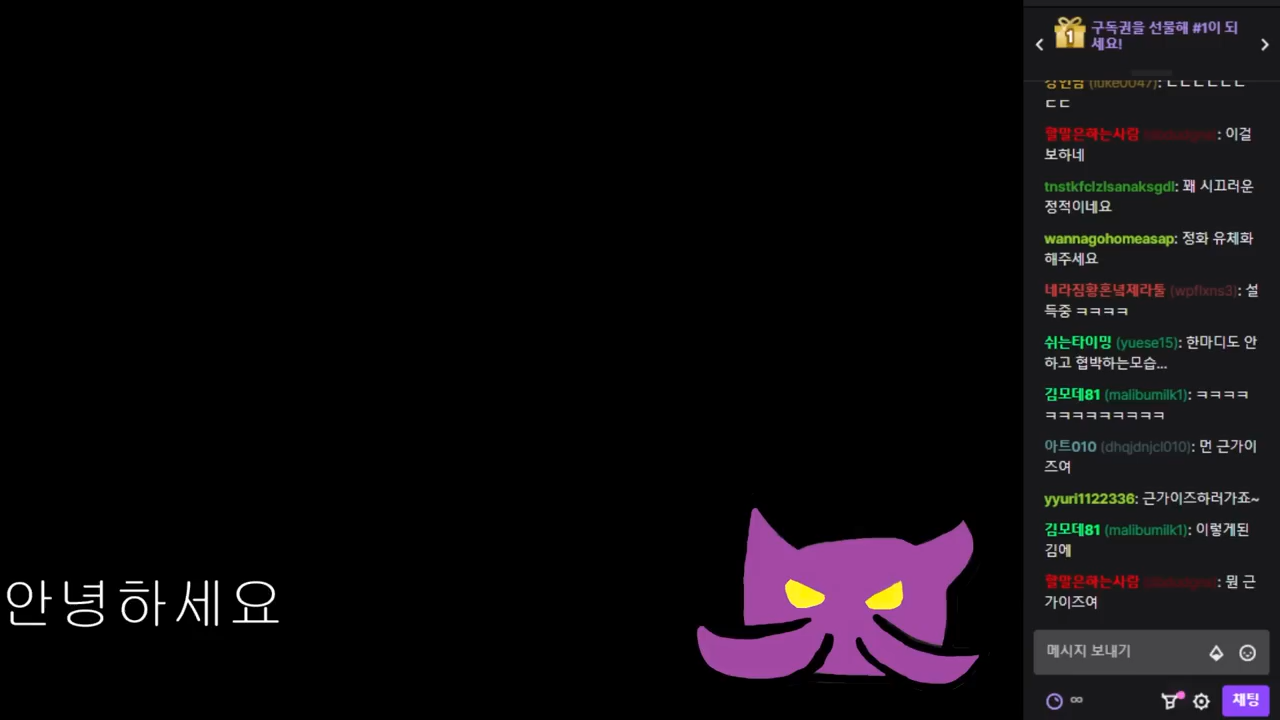 구독권을 선물해 #1이 되
세요!
1
ㄷㄷ
할말은하는사람 : 이걸
보하네
tnstkfclzlsanaksgdl: 꽤 시끄러운
정적이네요
wannagohomeasap: 정화 유체화
해주세요
네라짐황혼녘제라툴 (wpflxns3): 설
득중 ㅋㅋㅋㅋ
쉬는타이밍 (yuese15): 한마디도 안
하고 협박하는모습...
김모데81 (malibumilk1): ㅋㅋㅋㅋ
ㅋㅋㅋㅋㅋㅋㅋㅋㅋ
아트010 (dhqjdnjcl010): 먼 근가이
즈여
yyuri1122336: 근가이즈하러가죠~
김모데81 (malibumilk1): 이렇게된
김에
할말은하는사람 : 뭔 근
가이즈여
안녕하세요
메시지 보내기
∞
채팅